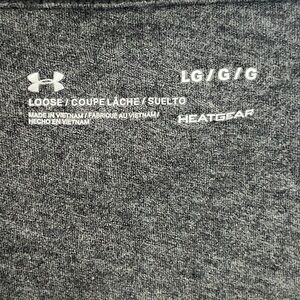 LG / G / G
LOOSE / COUPE LÂCHE / SUELTO
MADE IN VIETNAM / FABRIQUÉ AU VIETNAM /
HECHO EN VIETNAM
HEATGEAR